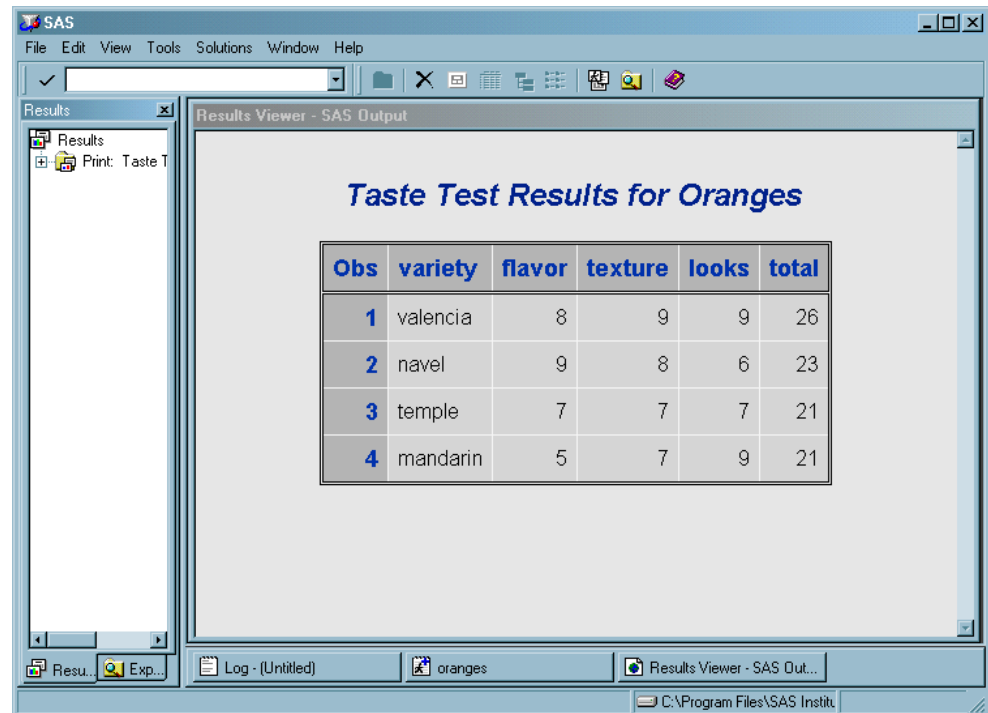 SAS
File Edit View Tools Solutions Window Help
Results
Results Viewer - SAS Output
Results
Print: Taste T
Taste Test Results for Oranges
Obs variety flavor texture looks total
1 valencia 8 9 9 26
2 navel 9 8 6 23
3 temple 7 7 7 21
4 mandarin 5 7 9 21
Resu... Exp...
Log - (Untitled) oranges Results Viewer - SAS Out...
C:\Program Files\SAS Institu